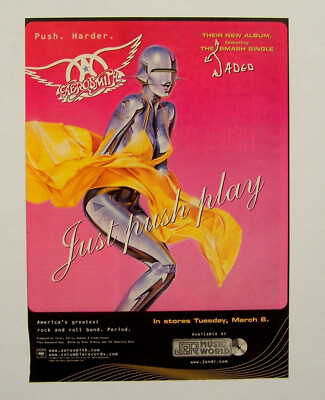 Push. Harder.
AEROSMITH
THEIR NEW ALBUM,
featuring
THE SMASH SINGLE
JADED
Just push play
America's greatest
rock and roll band. Period.
In stores Tuesday, March 6.
Available at
J&R MUSIC
WORLD
www.aerosmith.com
www.columbiarecords.com
www.jandr.com